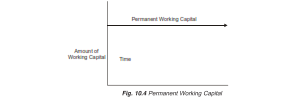 Permanent Working Capital
Amount of
Working Capital
Time
Fig. 10.4 Permanent Working Capital